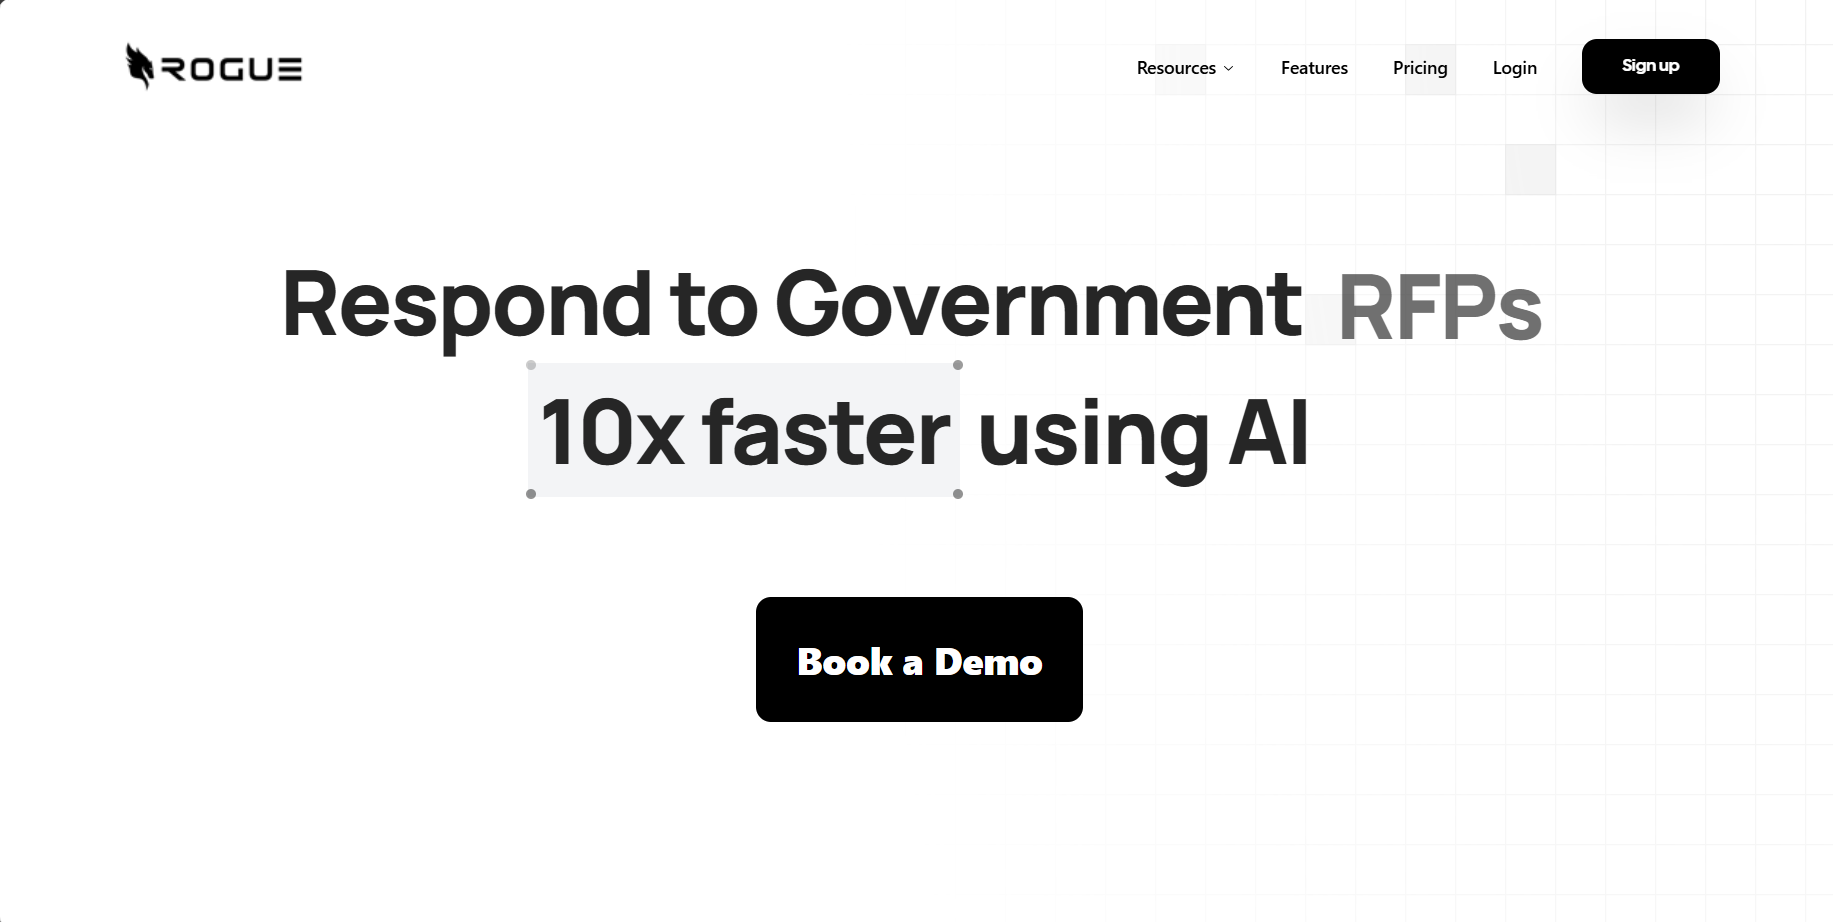 ROGUE
Resources
Features
Pricing
Login
Sign up
Respond to Government RFPs
10x faster using AI
Book a Demo